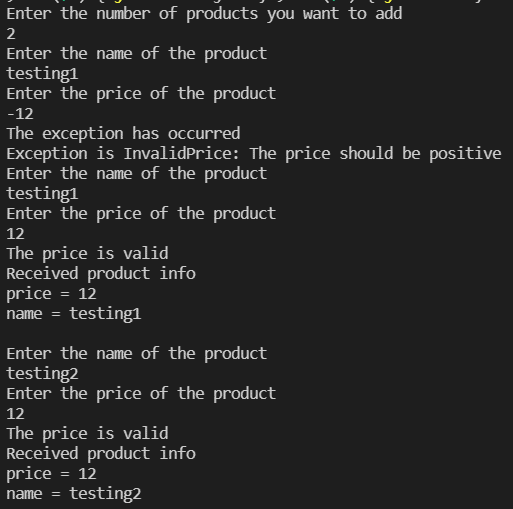 Enter the number of products you want to add
2
Enter the name of the product
testing1
Enter the price of the product
-12
The exception has occurred
Exception is InvalidPrice: The price should be positive
Enter the name of the product
testing1
Enter the price of the product
12
The price is valid
Received product info
price = 12
name = testing1
Enter the name of the product
testing2
Enter the price of the product
12
The price is valid
Received product info
price = 12
name = testing2